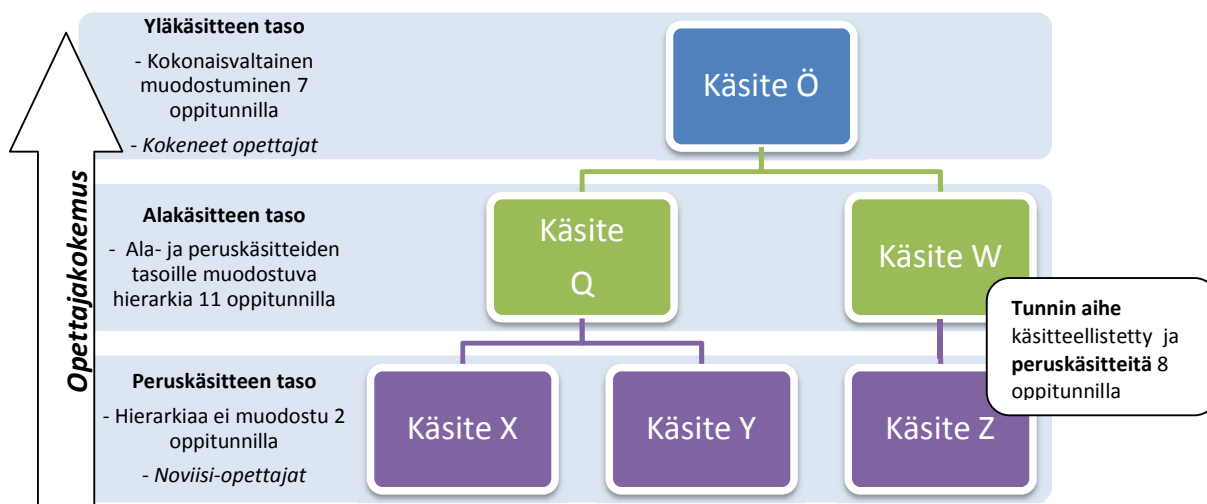 Yläkäsitteen taso
- Kokonaisvaltainen
muodostuminen 7
oppitunnilla
- Kokeneet opettajat
Käsite Ö
Opettajakokemus
Alakäsitteen taso
- Ala- ja peruskäsitteiden
tasoille muodostuva
hierarkia 11 oppitunnilla
Käsite
Q
Käsite W
Tunnin aihe
käsitteellistetty ja
peruskäsitteitä 8
oppitunnilla
Peruskäsitteen taso
- Hierarkiaa ei muodostu 2
oppitunnilla
- Noviisi-opettajat
Käsite X
Käsite Y
Käsite Z